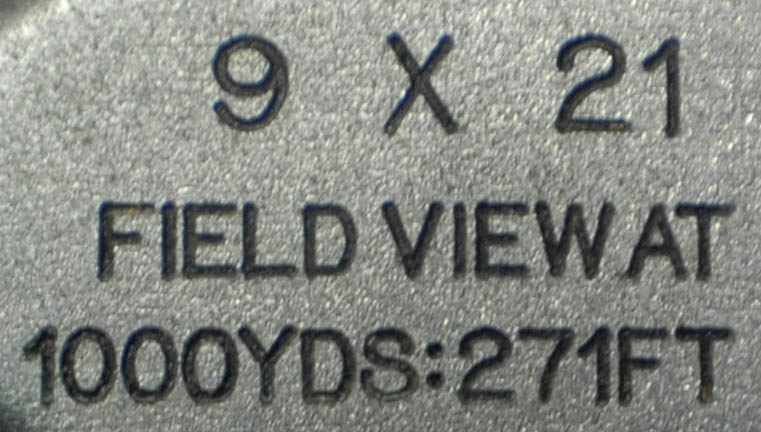 9 X 21
FIELD VIEW AT
1000YDS:271FT